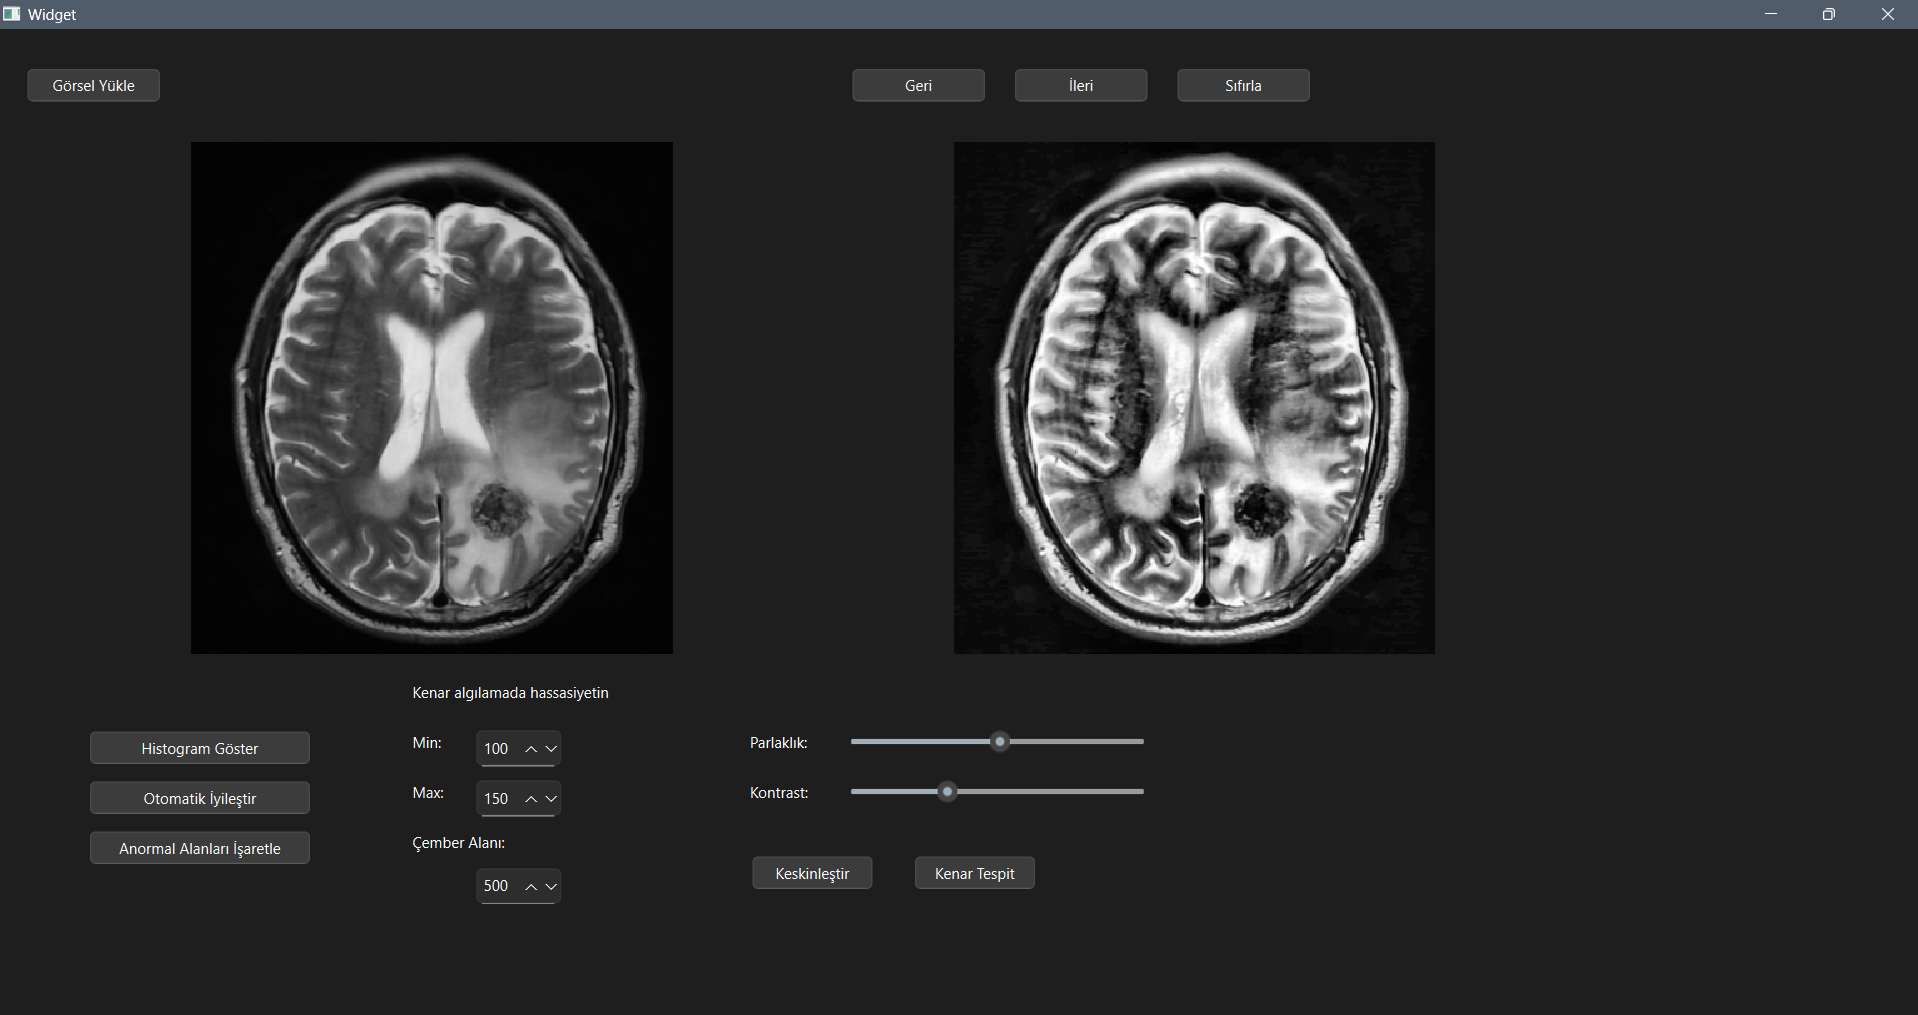 Widget
Görsel Yükle
Geri
İleri
Sıfırla
Kenar algılamada hassasiyetin
Histogram Göster
Otomatik İyileştir
Anormal Alanları İşaretle
Min:
100
Max:
150
Çember Alanı:
500
Parlaklık:
Kontrast:
Keskinleştir
Kenar Tespit